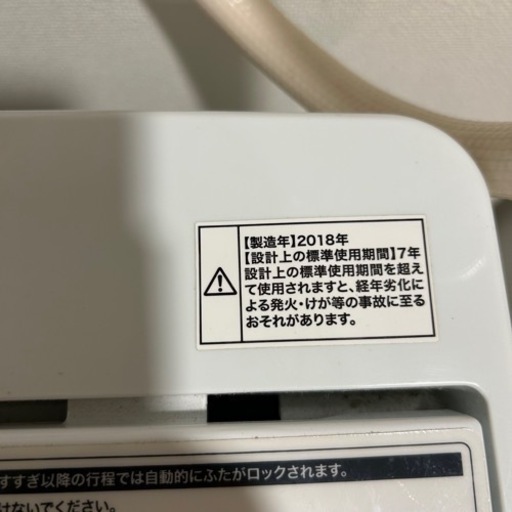 【製造年】2018年
【設計上の標準使用期間】7年
設計上の標準使用期間を超え
て使用されますと、経年劣化
による発火・けが等の事故に至る
おそれがあります。
すすぎ以降の行程では自動的にふたがロックされます。
けないでください。